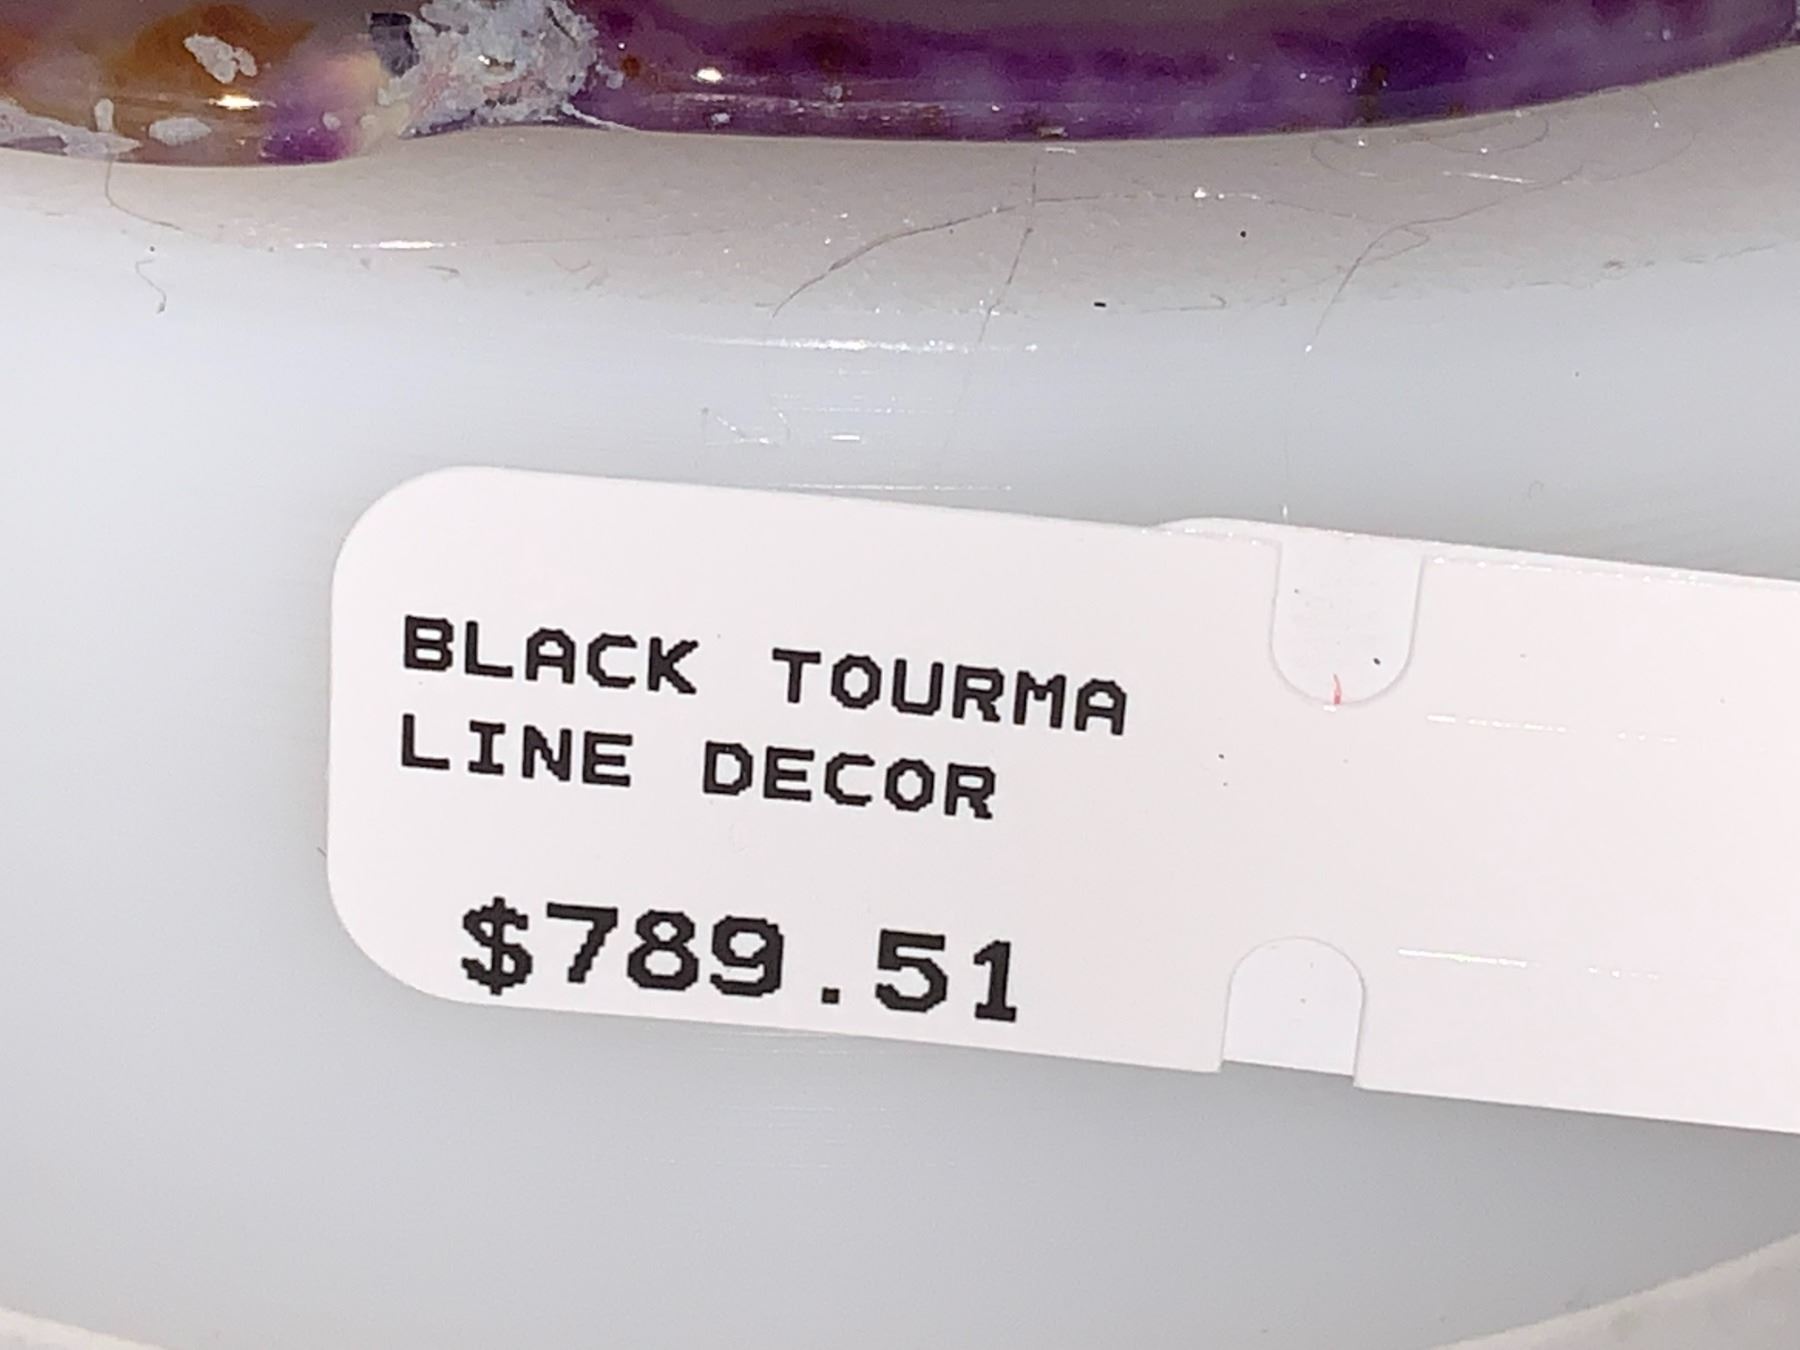 BLACK TOURMA
LINE DECOR
$789.51